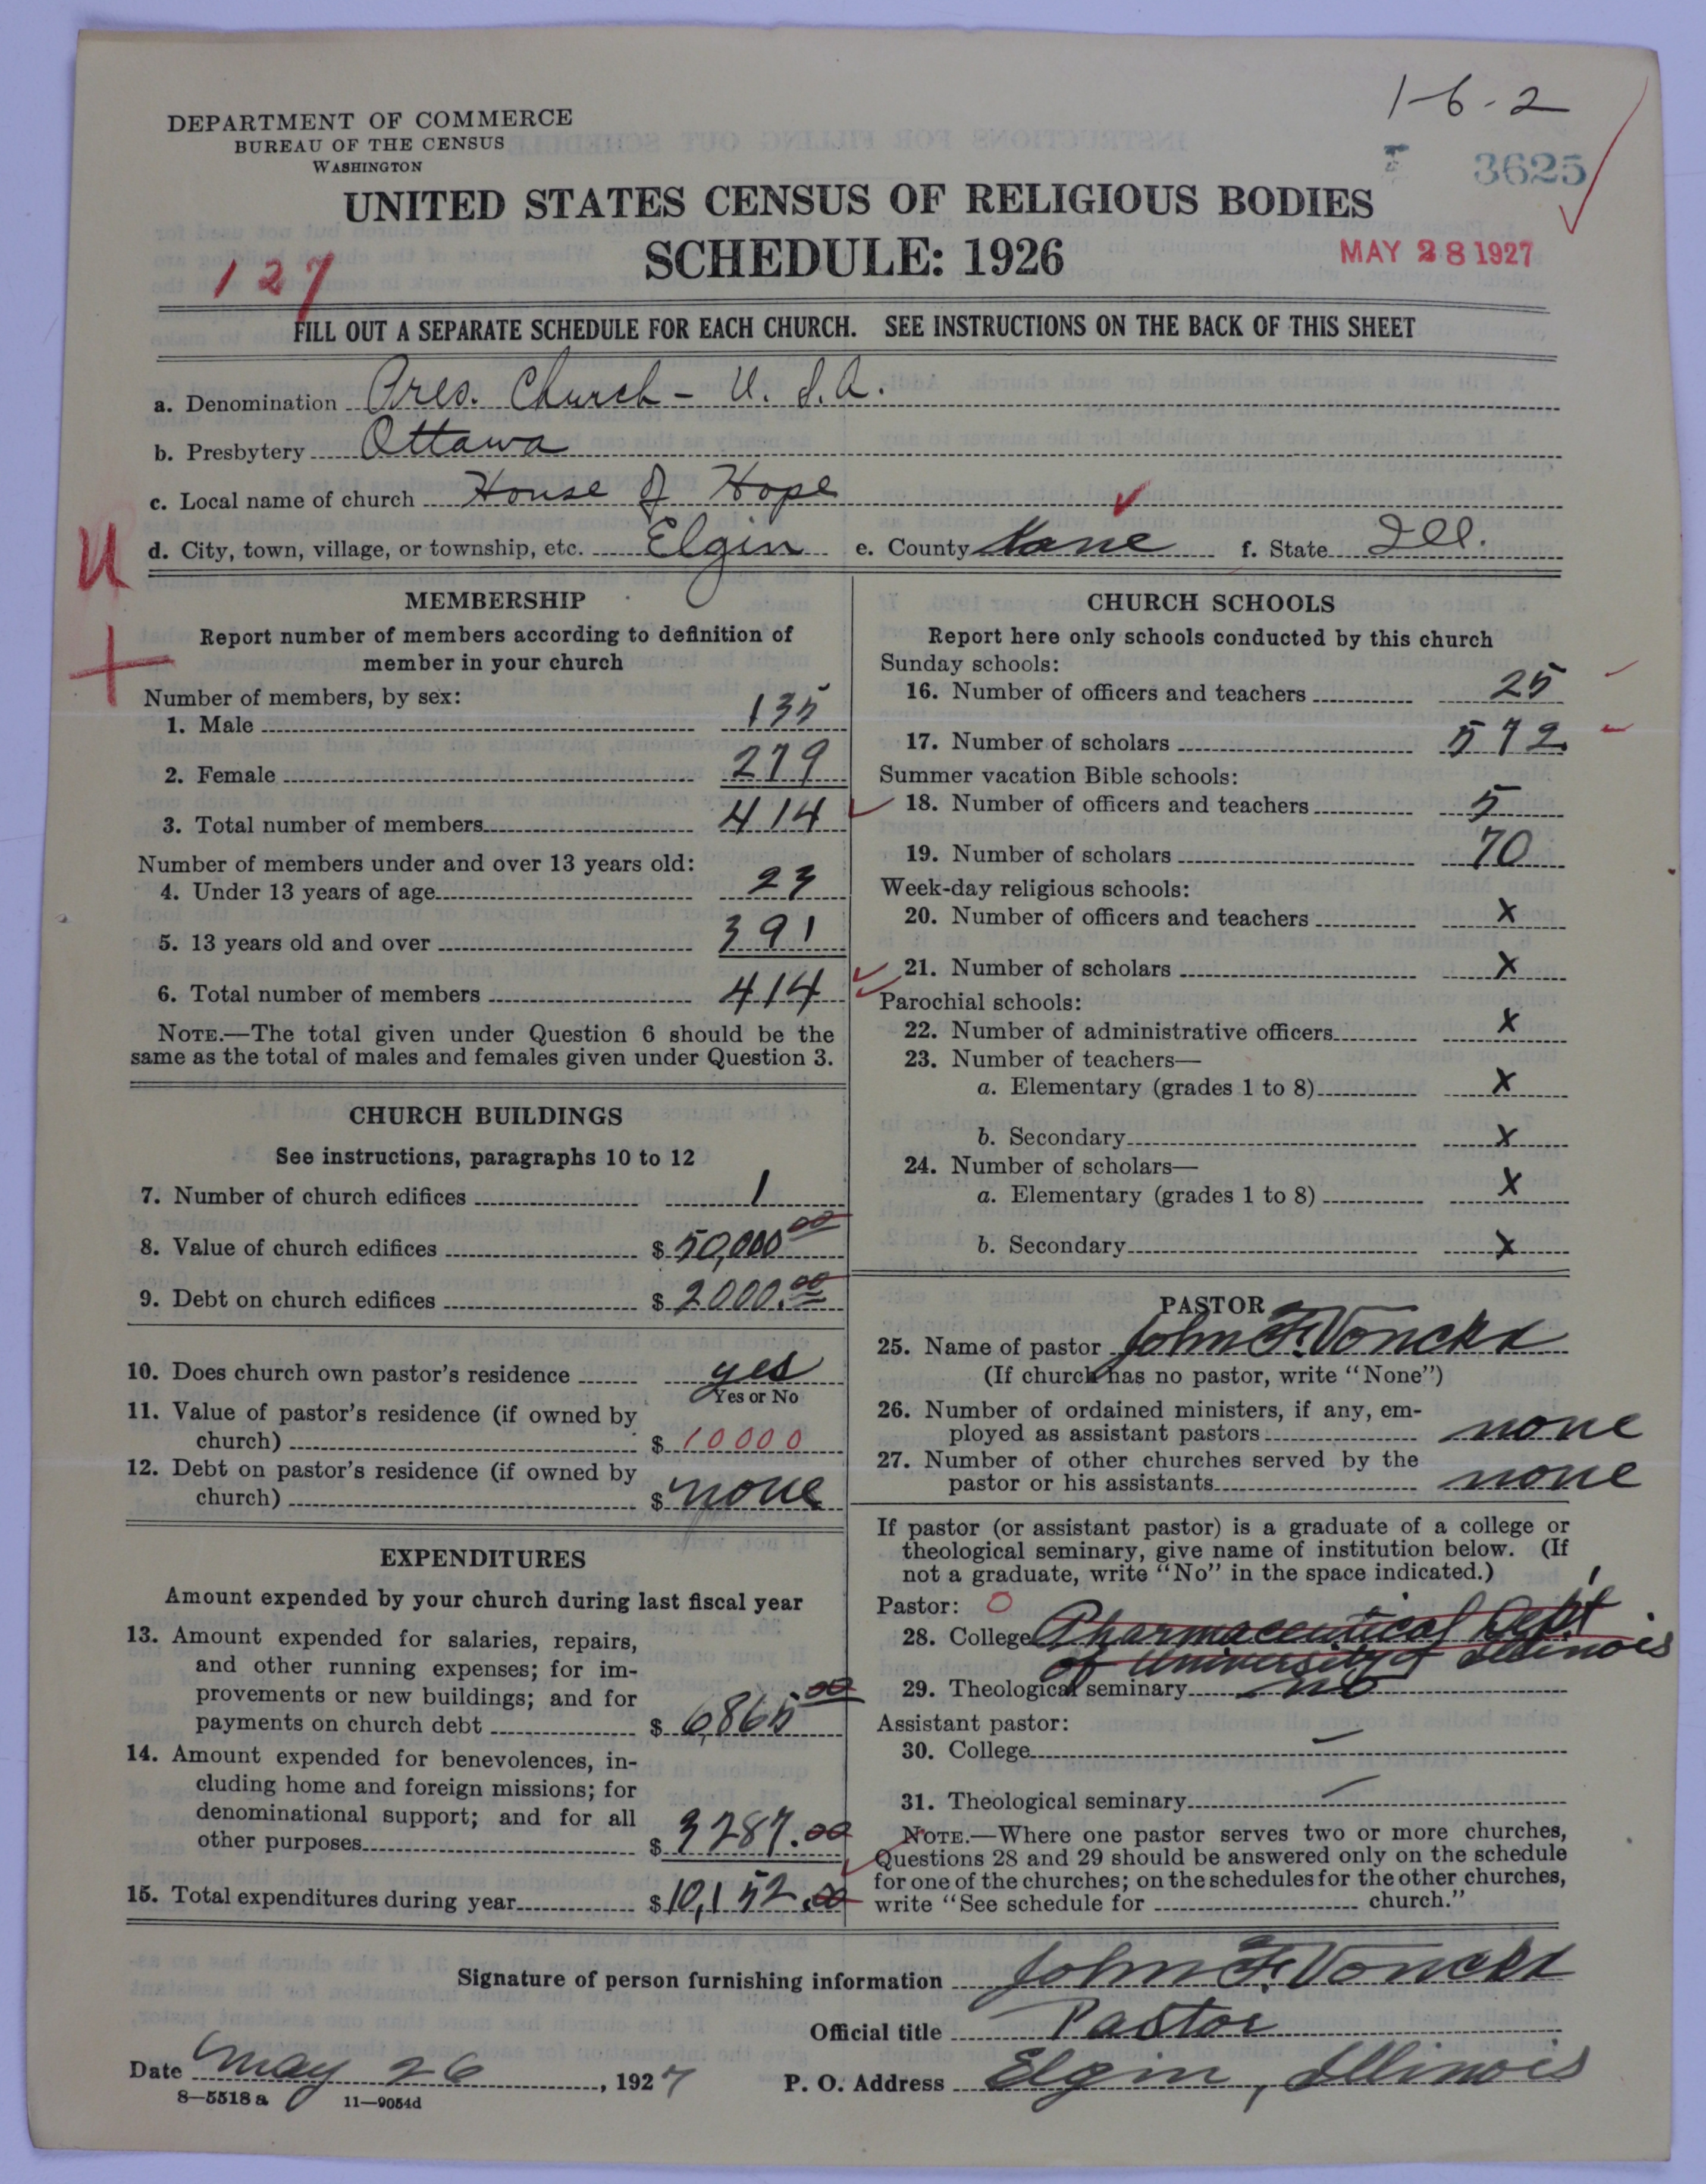 1-6-2
DEPARTMENT OF COMMERCE
BUREAU OF THE CENSUS
WASHINGTON
3625
UNITED STATES CENSUS OF RELIGIOUS BODIES
SCHEDULE: 1926
MAY 28 1927
127
FILL OUT A SEPARATE SCHEDULE FOR EACH CHURCH. SEE INSTRUCTIONS ON THE BACK OF THIS SHEET
a. Denomination Pres. Church - U.S.A.
b. Presbytery Ottawa
c. Local name of church House of Hope
d. City, town, village, or township, etc. Elgin e. County Kane f. State Ill.
U
+
MEMBERSHIP
Report number of members according to definition of
member in your church
Number of members, by sex:
1. Male 135
2. Female 279
3. Total number of members 414
Number of members under and over 13 years old:
4. Under 13 years of age 23
5. 13 years old and over 391
6. Total number of members 414
NOTE.—The total given under Question 6 should be the
same as the total of males and females given under Question 3.
CHURCH BUILDINGS
See instructions, paragraphs 10 to 12
7. Number of church edifices 1
8. Value of church edifices $ 50,000 00
9. Debt on church edifices $ 2000.00
10. Does church own pastor's residence yes
Yes or No
11. Value of pastor's residence (if owned by
church) $ 10000
12. Debt on pastor's residence (if owned by
church) $ none
EXPENDITURES
Amount expended by your church during last fiscal year
13. Amount expended for salaries, repairs,
and other running expenses; for im-
provements or new buildings; and for
payments on church debt $ 6,865 00
14. Amount expended for benevolences, in-
cluding home and foreign missions; for
denominational support; and for all
other purposes $ 3287.00
15. Total expenditures during year $ 10,152.00
CHURCH SCHOOLS
Report here only schools conducted by this church
Sunday schools:
16. Number of officers and teachers 25
17. Number of scholars 572
Summer vacation Bible schools:
18. Number of officers and teachers 5
19. Number of scholars 70
Week-day religious schools:
20. Number of officers and teachers X
21. Number of scholars X
Parochial schools:
22. Number of administrative officers X
23. Number of teachers—
a. Elementary (grades 1 to 8) X
b. Secondary X
24. Number of scholars—
a. Elementary (grades 1 to 8) X
b. Secondary X
PASTOR
25. Name of pastor John F. Vonckx
(If church has no pastor, write "None")
26. Number of ordained ministers, if any, em-
ployed as assistant pastors none
27. Number of other churches served by the
pastor or his assistants none
If pastor (or assistant pastor) is a graduate of a college or
theological seminary, give name of institution below. (If
not a graduate, write "No" in the space indicated.)
Pastor: 0
28. College Pharmaceutical Dep't
of University of Illinois
29. Theological seminary no
Assistant pastor:
30. College —
31. Theological seminary —
NOTE.—Where one pastor serves two or more churches,
Questions 28 and 29 should be answered only on the schedule
for one of the churches; on the schedules for the other churches,
write "See schedule for church."
Signature of person furnishing information John F. Vonckx
Official title Pastor
Date May 26, 1927 P. O. Address Elgin, Illinois
8—5518 a 11—9054d